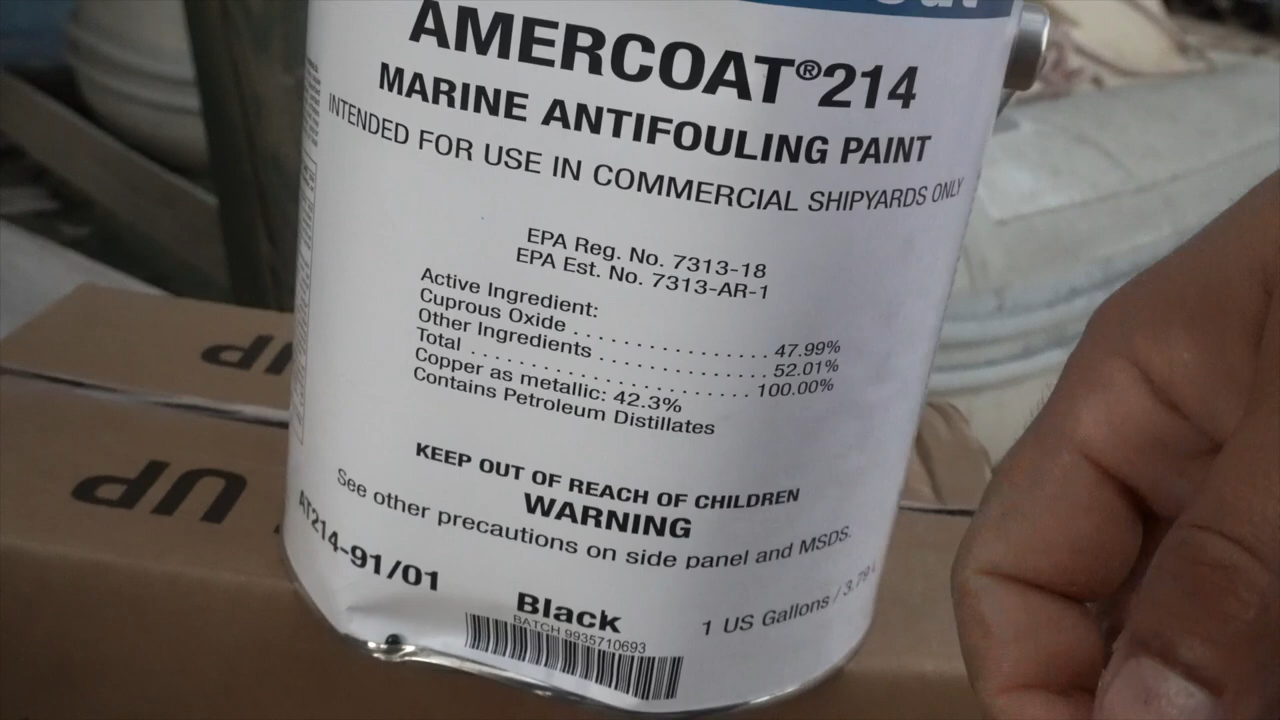 AMERCOAT®214
MARINE ANTIFOULING PAINT
INTENDED FOR USE IN COMMERCIAL SHIPYARDS ONLY
EPA Reg. No. 7313-18
EPA Est. No. 7313-AR-1
Active Ingredient:
Cuprous Oxide . . . . . . . . . . . . . . . . . . 47.99%
Other Ingredients . . . . . . . . . . . . . . . 52.01%
Total . . . . . . . . . . . . . . . . . . . . . . . . 100.00%
Copper as metallic: 42.3%
Contains Petroleum Distillates
KEEP OUT OF REACH OF CHILDREN
WARNING
See other precautions on side panel and MSDS.
AT214-91/01
Black
BATCH 9935710693
1 US Gallons / 3.79
UP
UP